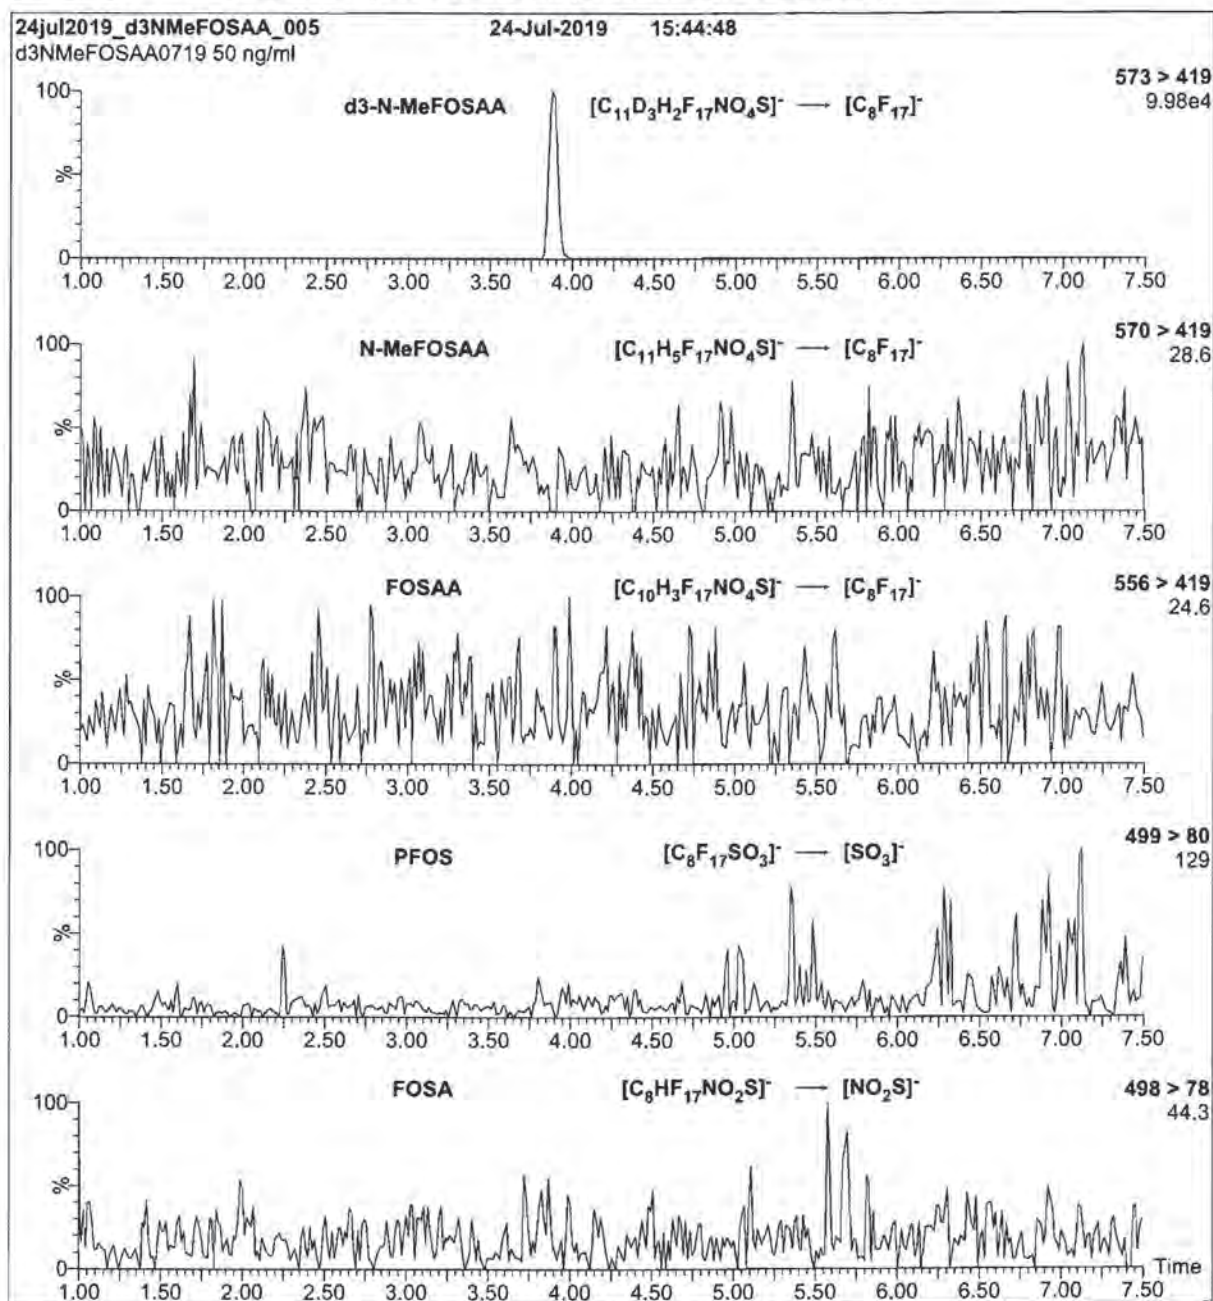 24jul2019_d3NMeFOSAA_005 24-Jul-2019 15:44:48
d3NMeFOSAA0719 50 ng/ml
573 > 419
9.98e4
d3-N-MeFOSAA [C₁₁D₃H₂F₁₇NO₄S]⁻ → [C₈F₁₇]⁻
100
%
0
1.00 1.50 2.00 2.50 3.00 3.50 4.00 4.50 5.00 5.50 6.00 6.50 7.00 7.50
570 > 419
28.6
N-MeFOSAA [C₁₁H₅F₁₇NO₄S]⁻ → [C₈F₁₇]⁻
100
%
0
1.00 1.50 2.00 2.50 3.00 3.50 4.00 4.50 5.00 5.50 6.00 6.50 7.00 7.50
556 > 419
24.6
FOSAA [C₁₀H₃F₁₇NO₄S]⁻ → [C₈F₁₇]⁻
100
%
0
1.00 1.50 2.00 2.50 3.00 3.50 4.00 4.50 5.00 5.50 6.00 6.50 7.00 7.50
499 > 80
129
PFOS [C₈F₁₇SO₃]⁻ → [SO₃]⁻
100
%
0
1.00 1.50 2.00 2.50 3.00 3.50 4.00 4.50 5.00 5.50 6.00 6.50 7.00 7.50
498 > 78
44.3
FOSA [C₈HF₁₇NO₂S]⁻ → [NO₂S]⁻
100
%
0
Time
1.00 1.50 2.00 2.50 3.00 3.50 4.00 4.50 5.00 5.50 6.00 6.50 7.00 7.50